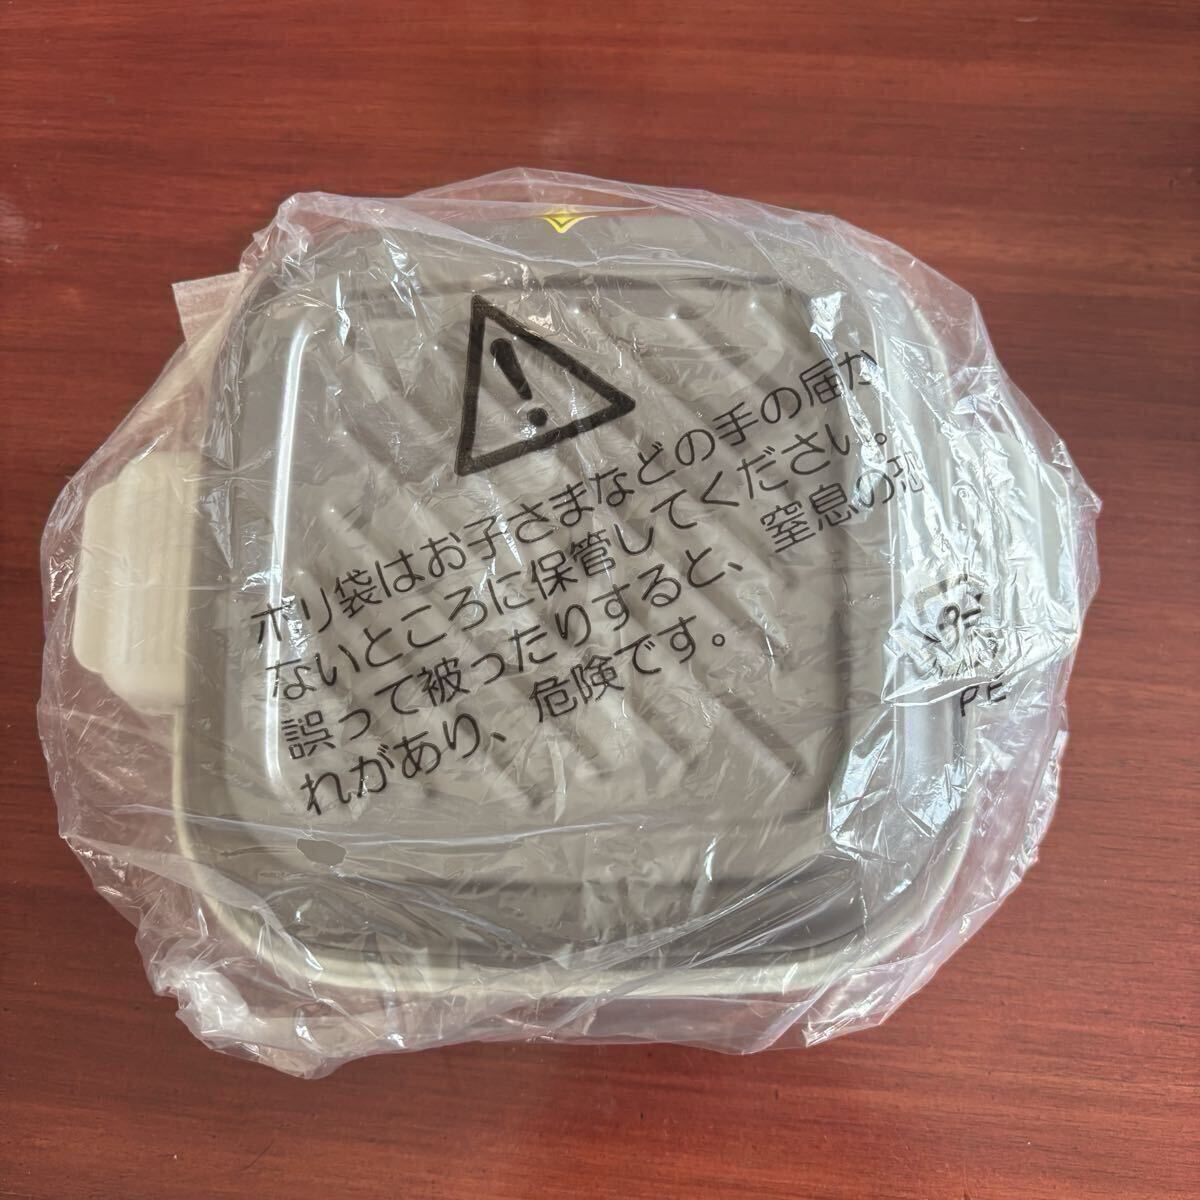 ポリ袋はお子さまなどの手の届か
ないところに保管してください。
誤って被ったりすると、窒息の恐
れがあり、危険です。
プラ
PE